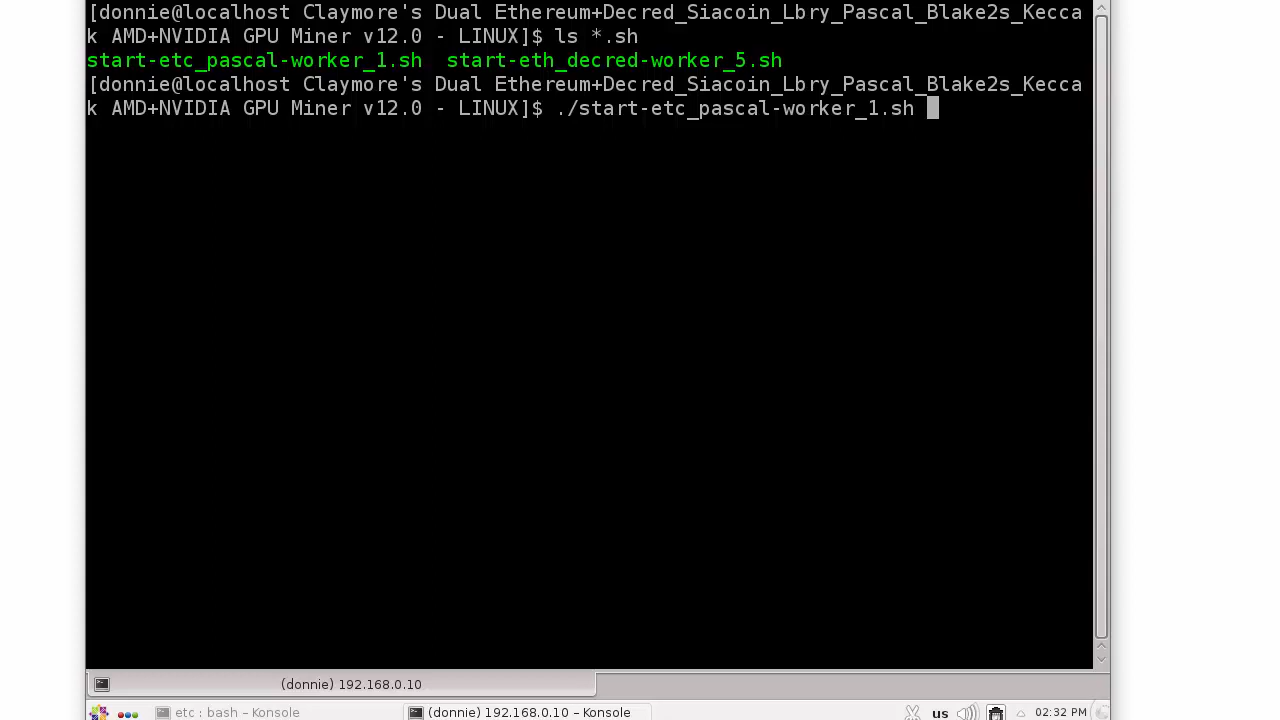 [donnie@localhost Claymore's Dual Ethereum+Decred_Siacoin_Lbry_Pascal_Blake2s_Kecca
k AMD+NVIDIA GPU Miner v12.0 - LINUX]$ ls *.sh
start-etc_pascal-worker_1.sh  start-eth_decred-worker_5.sh
[donnie@localhost Claymore's Dual Ethereum+Decred_Siacoin_Lbry_Pascal_Blake2s_Kecca
k AMD+NVIDIA GPU Miner v12.0 - LINUX]$ ./start-etc_pascal-worker_1.sh
(donnie) 192.168.0.10
etc : bash – Konsole (donnie) 192.168.0.10 – Konsole us 02:32 PM